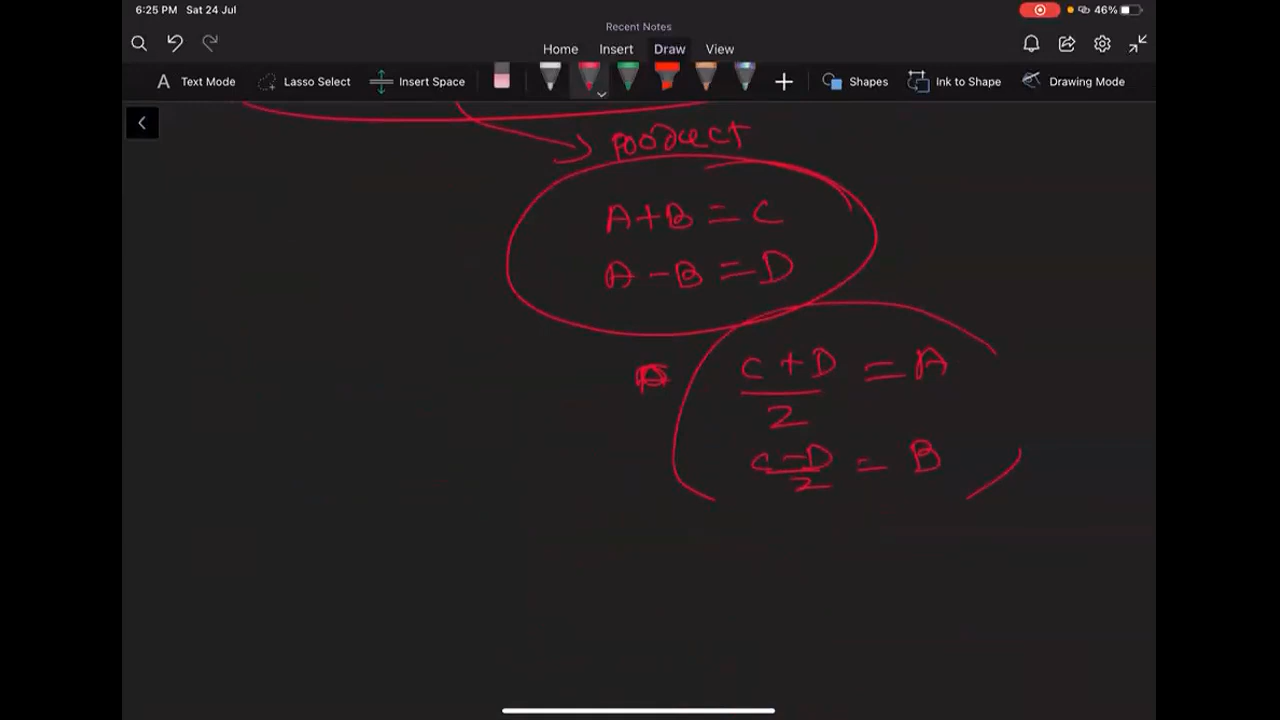 6:25 PM Sat 24 Jul
46%
Recent Notes
Home Insert Draw View
Text Mode Lasso Select Insert Space Shapes Ink to Shape Drawing Mode
product
A+B=C
A-B=D
C+D/2 = A
C-D/2 = B